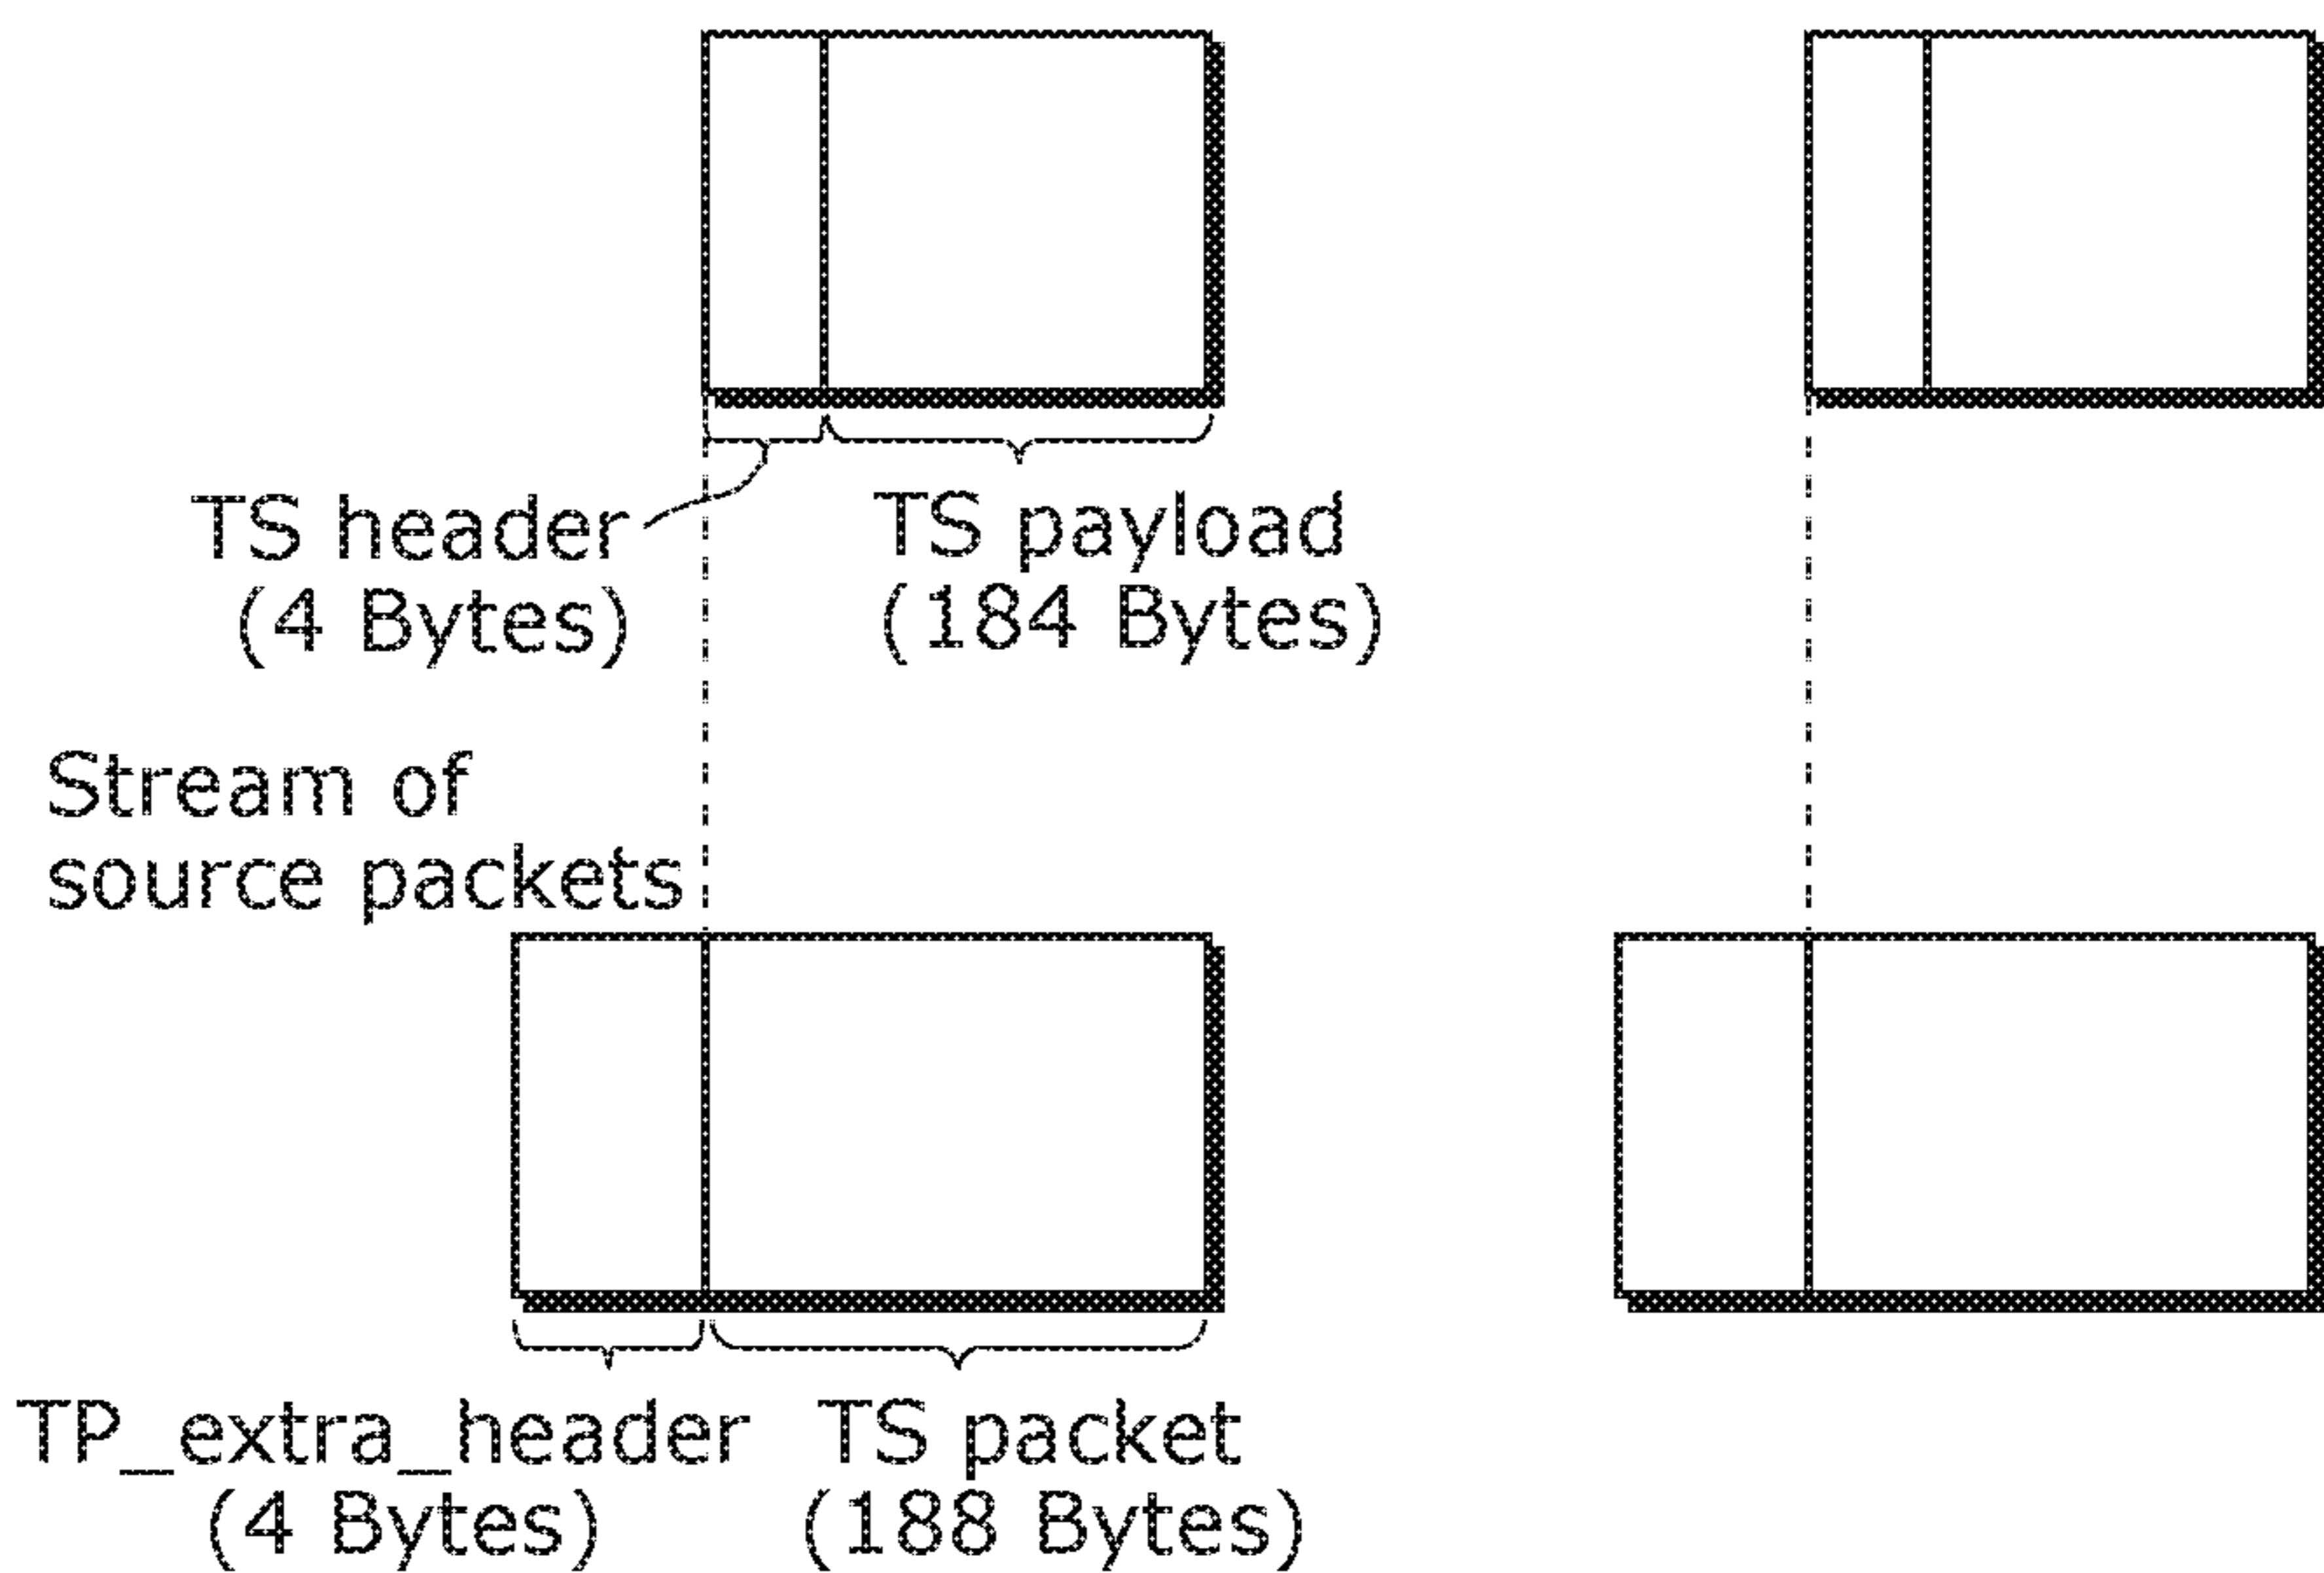 TS header
(4 Bytes)
TS payload
(184 Bytes)
Stream of
source packets
TP_extra_header
(4 Bytes)
TS packet
(188 Bytes)